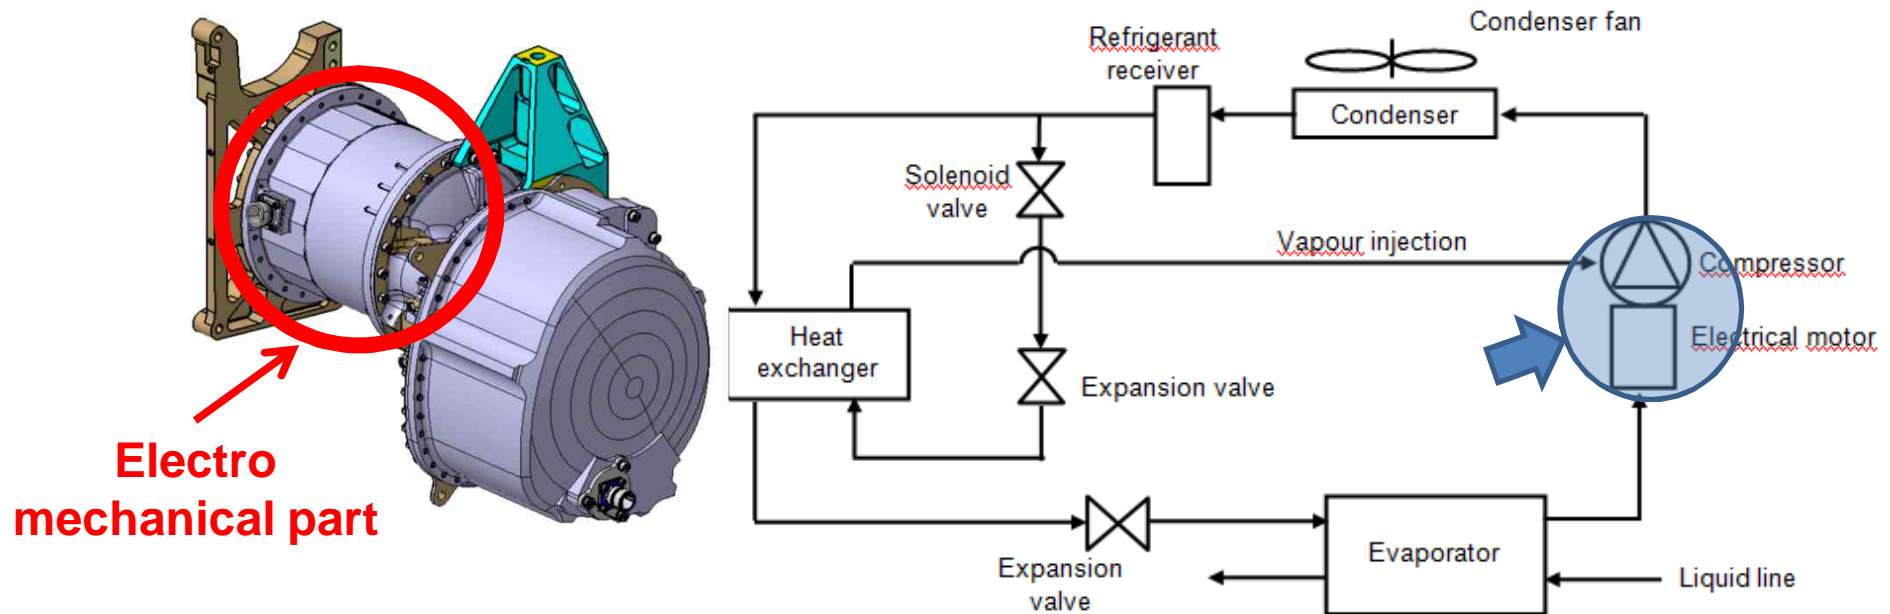 Electro
mechanical part
Condenser fan
Refrigerant
receiver
Condenser
Solenoid
valve
Vapour injection
Compressor
Heat
exchanger
Electrical motor
Expansion valve
Evaporator
Expansion
valve
Liquid line